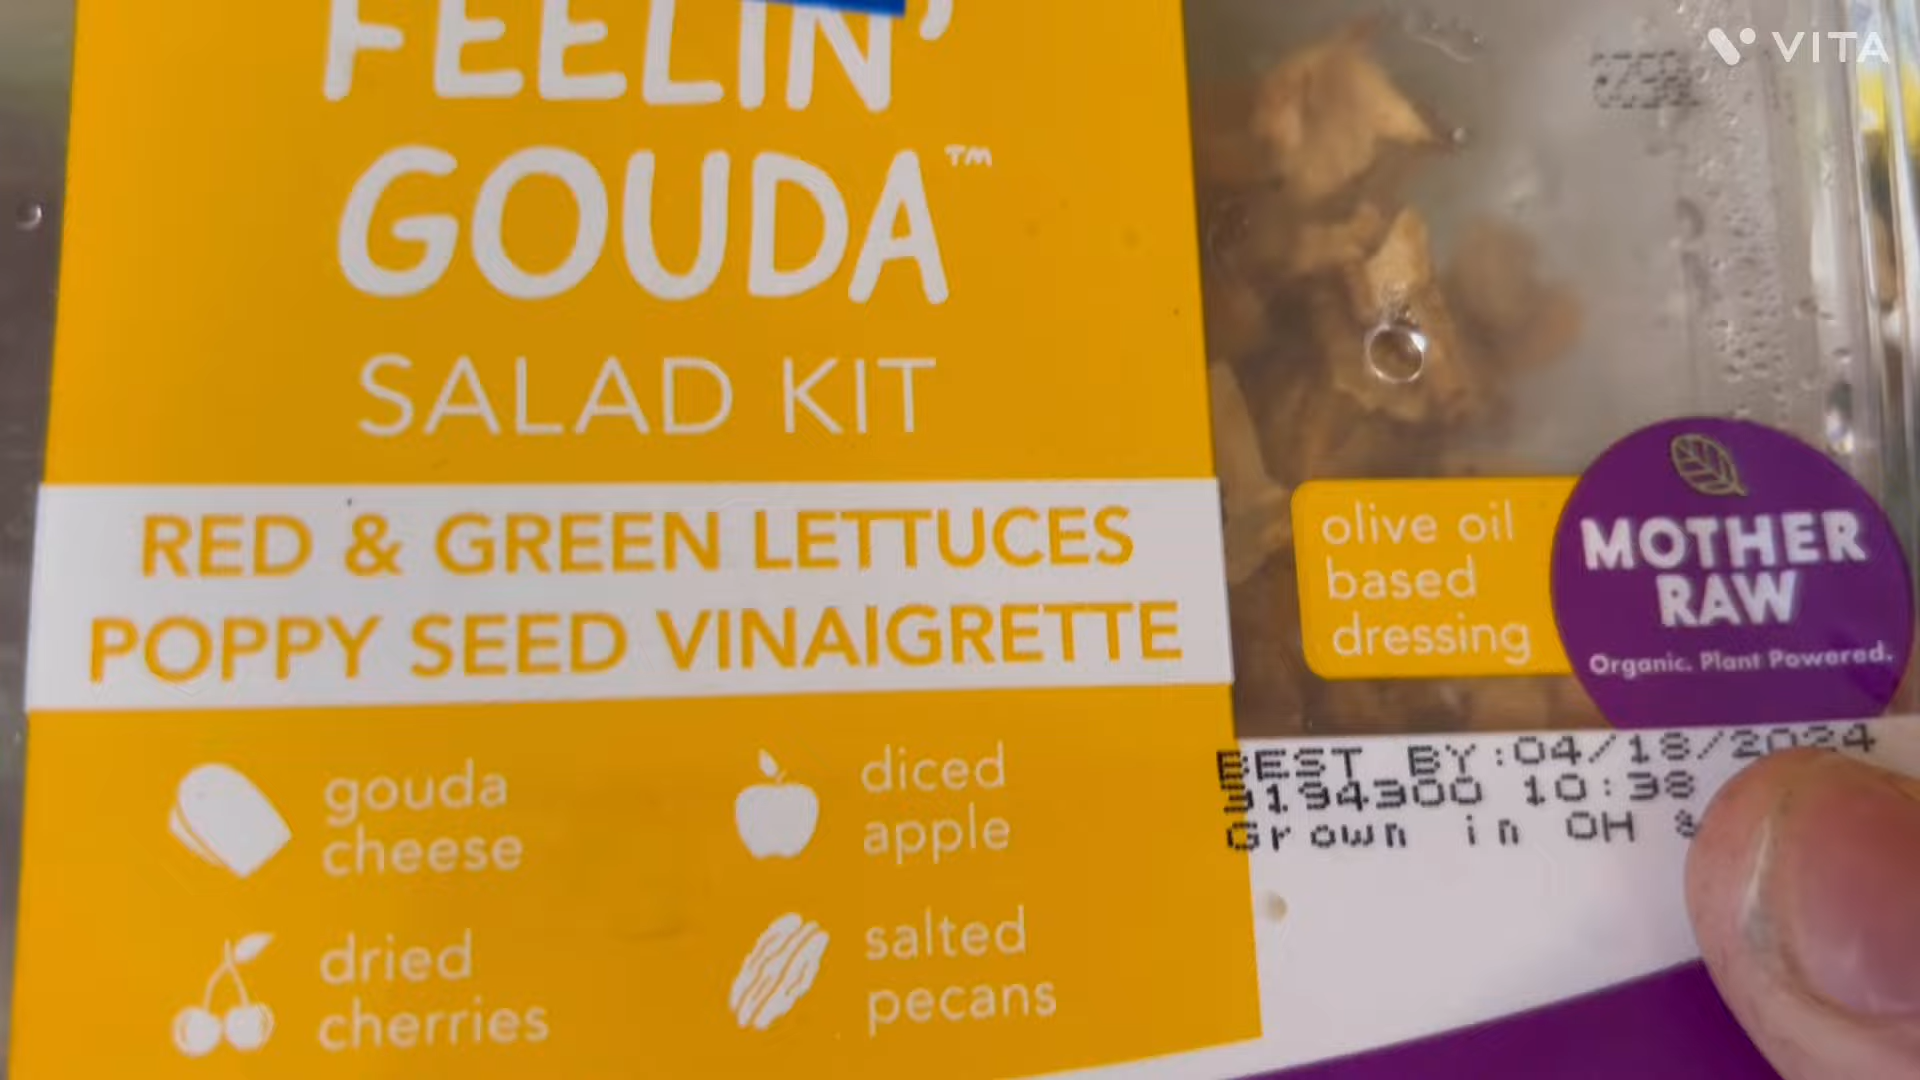 VITA
FEELIN'
GOUDA™
SALAD KIT
RED & GREEN LETTUCES
POPPY SEED VINAIGRETTE
gouda
cheese
diced
apple
dried
cherries
salted
pecans
olive oil
based
dressing
MOTHER
RAW
Organic. Plant Powered.
BEST BY:04/18/2024
3194300 10:38
Grown in OH &